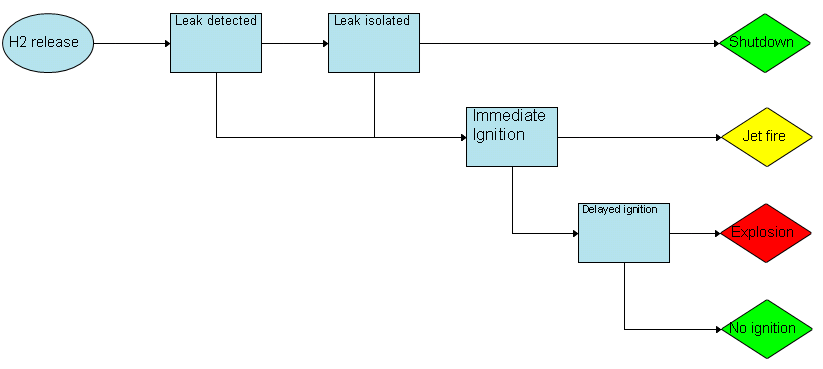 H2 release
Leak detected
Leak isolated
Shutdown
Immediate
Ignition
Jet fire
Delayed ignition
Explosion
No ignition